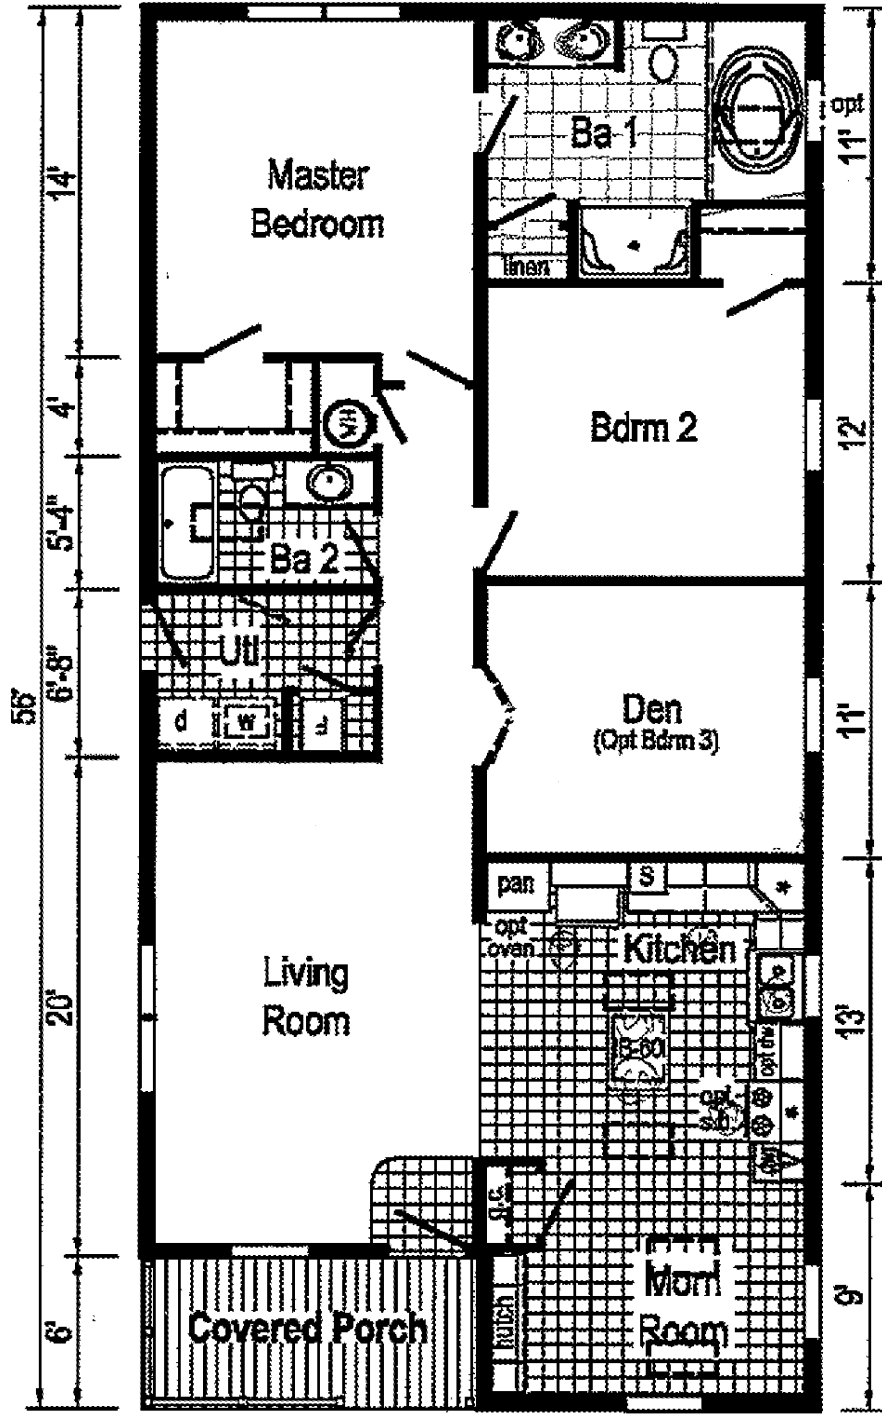 opt
Ba 1
11'
14'
Master
Bedroom
linen
4'
WH
Bdrm 2
12'
5'-4"
Ba 2
6'-8"
Utl
56'
Den
(Opt Bdrm 3)
11'
d
w
F
pan
S
*
opt
oven
Kitchen
Living
Room
20'
13'
opt dw
opt
*
g.c.
Morn
Room
9'
hutch
Covered Porch
6'